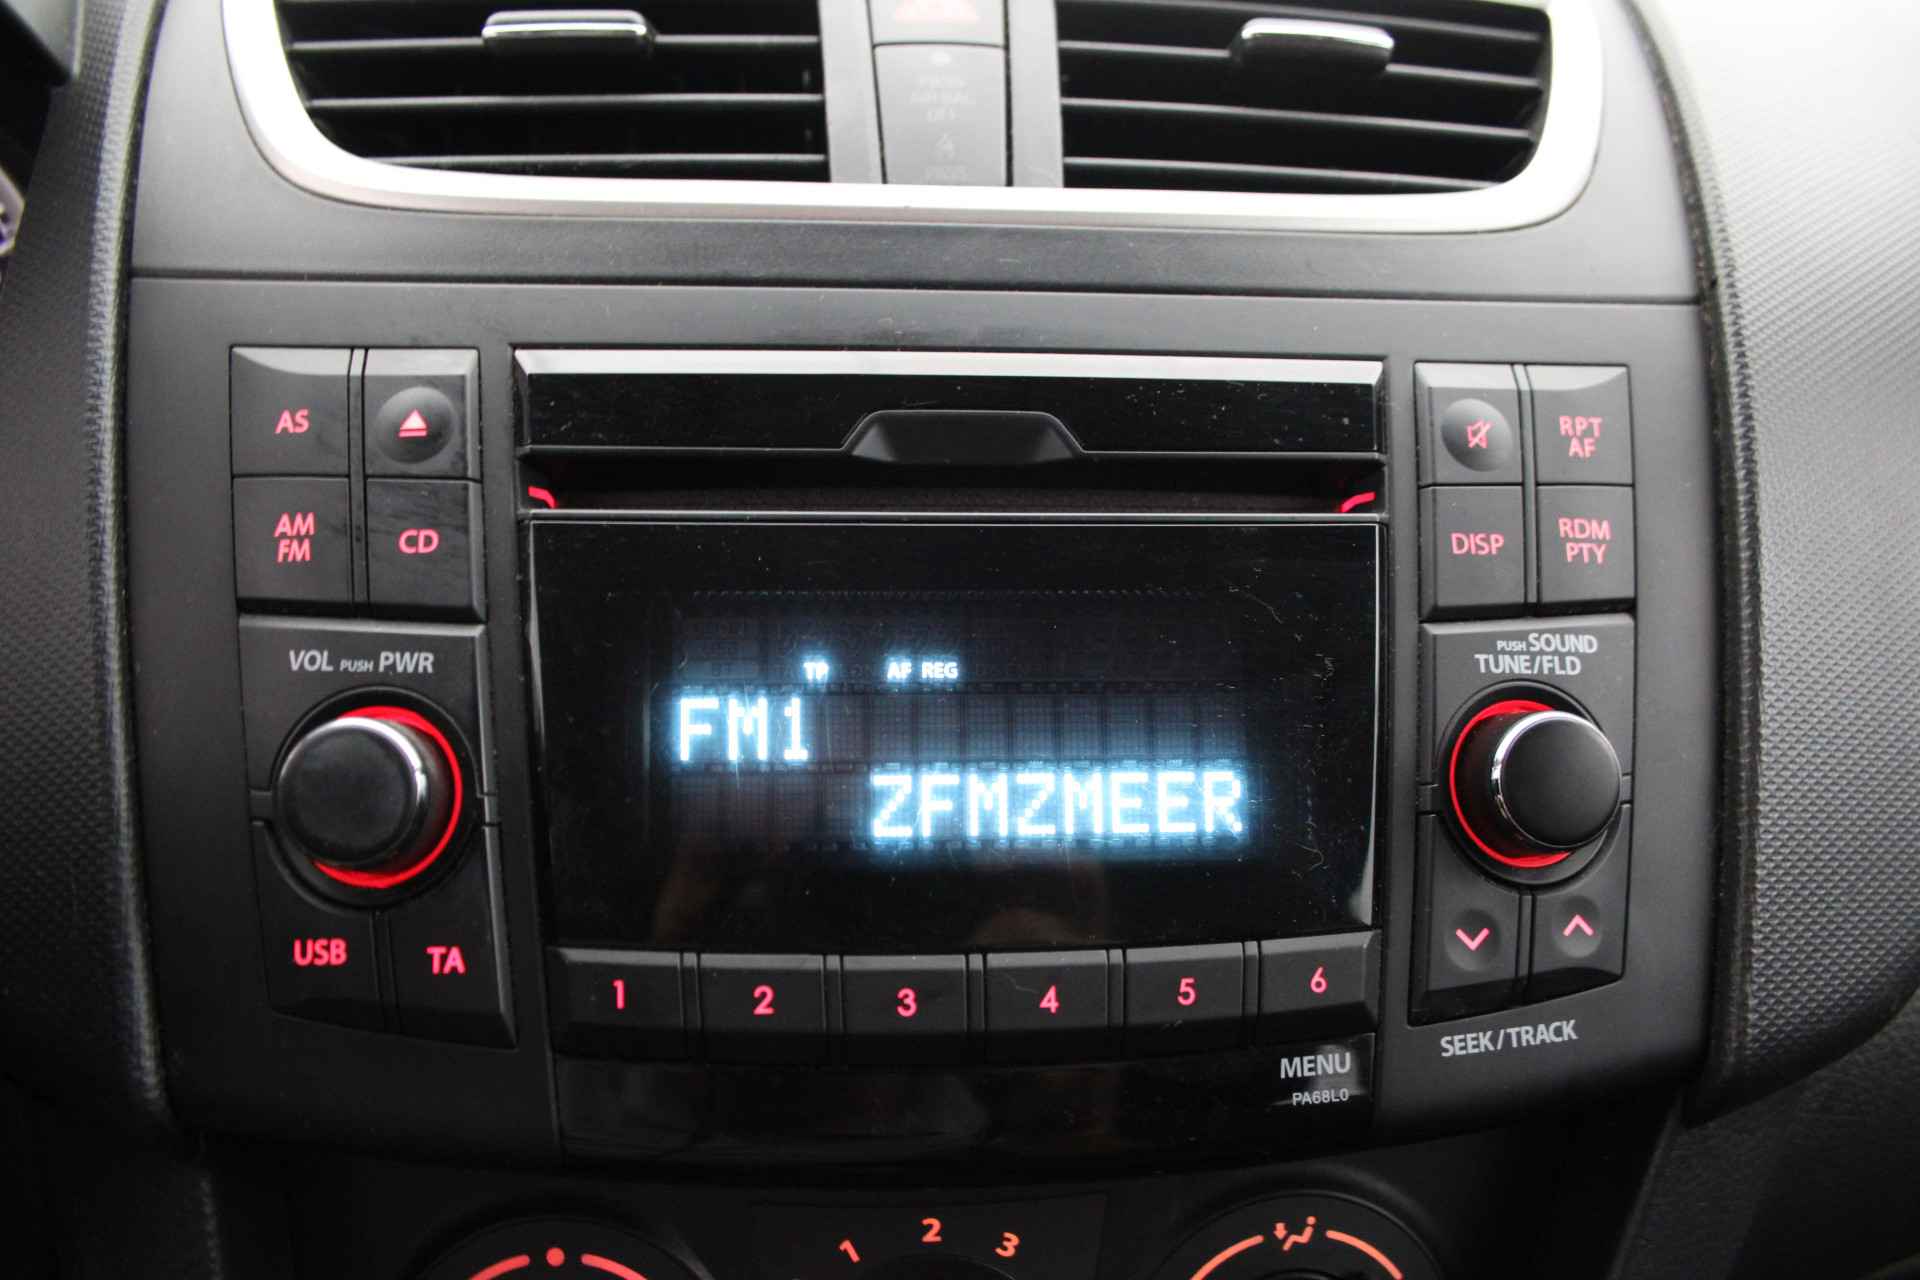 AS
AM
FM
CD
RPT
AF
DISP
RDM
PTY
VOL PUSH PWR
PUSH SOUND
TUNE/FLD
TP AF REG
FM1
ZFMZMEER
USB
TA
1 2 3 4 5 6
SEEK/TRACK
MENU
PA68L0
1 2 3